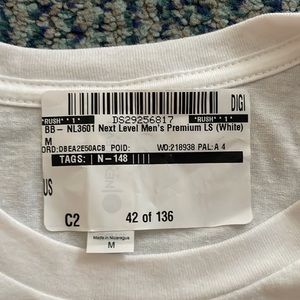 *RUSH* *1* DS29256817 *RUSH* *1* DIGI
BB- NL3601 Next Level Men's Premium LS (White)
M
ORD:DBEA2E50ACB POID: WO:218938 PAL: A 4
TAGS: N-148
US
C2 42 of 136
Made in Nicaragua
M